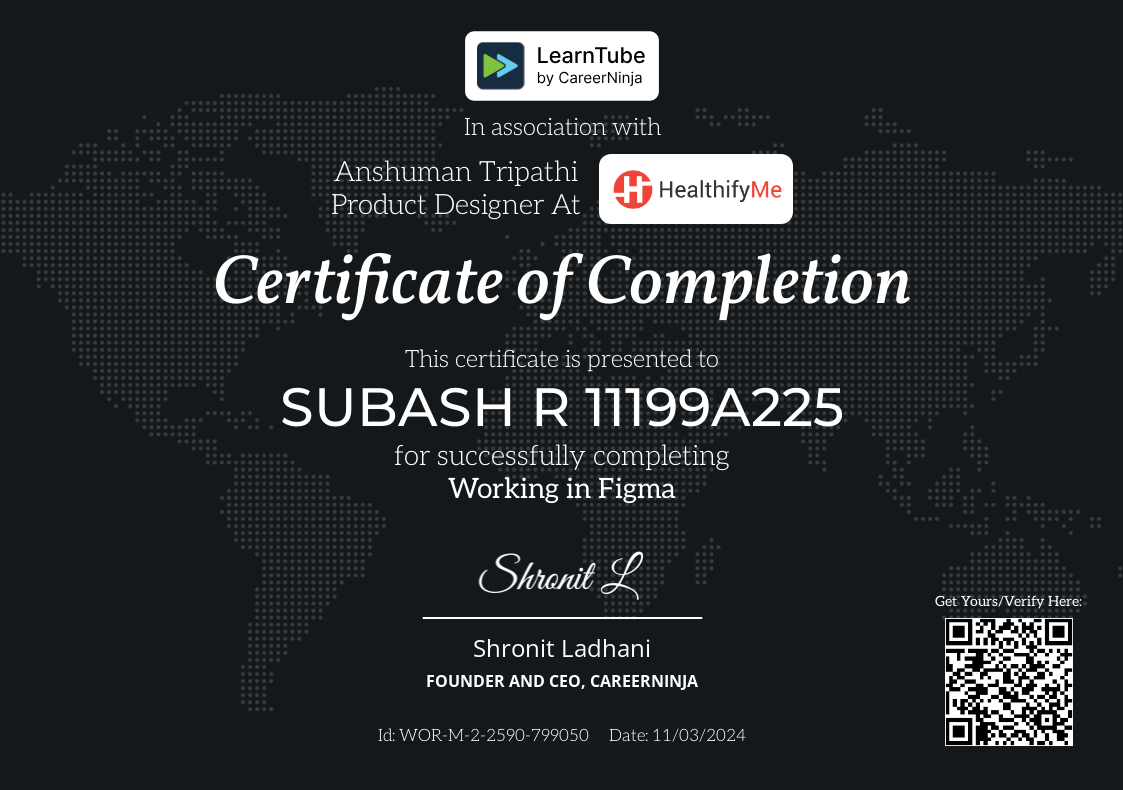 LearnTube
by CareerNinja
In association with
Anshuman Tripathi
Product Designer At
HealthifyMe
Certificate of Completion
This certificate is presented to
SUBASH R 11199A225
for successfully completing
Working in Figma
Shronit L
Shronit Ladhani
FOUNDER AND CEO, CAREERNINJA
Get Yours/Verify Here:
Id: WOR-M-2-2590-799050 Date: 11/03/2024